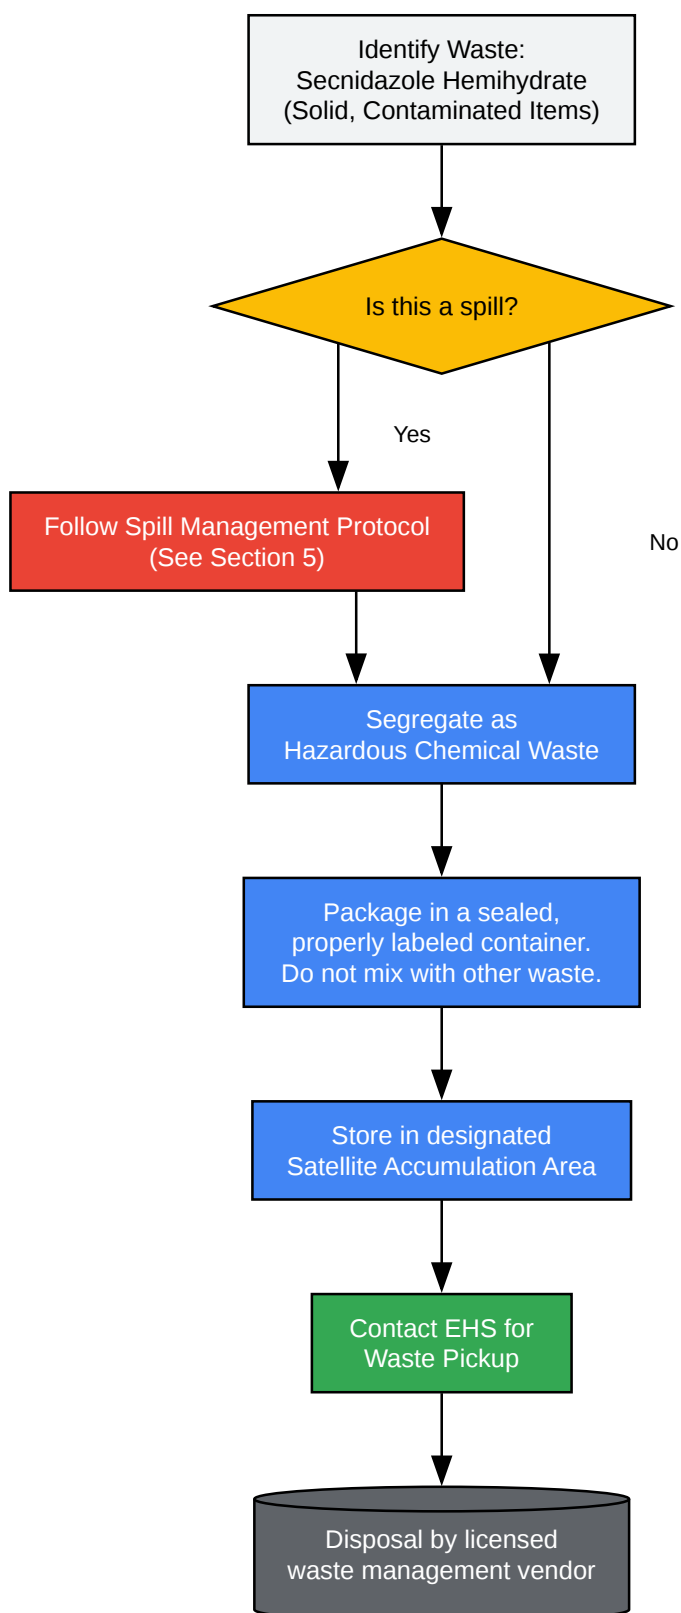 Identify Waste:
Secnidazole Hemihydrate
(Solid, Contaminated Items)
Is this a spill?
Yes
Follow Spill Management Protocol
(See Section 5)
No
Segregate as
Hazardous Chemical Waste
Package in a sealed,
properly labeled container.
Do not mix with other waste.
Store in designated
Satellite Accumulation Area
Contact EHS for
Waste Pickup
Disposal by licensed
waste management vendor